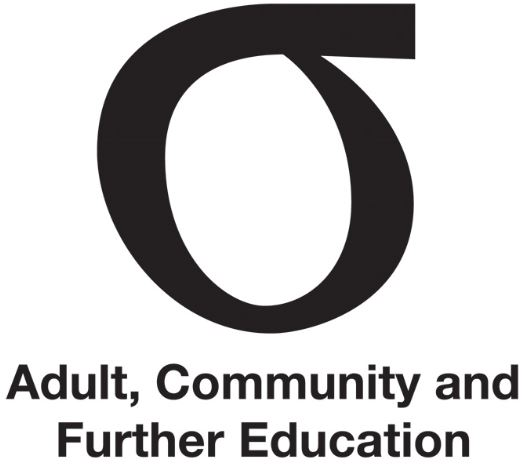 σ
Adult, Community and
Further Education